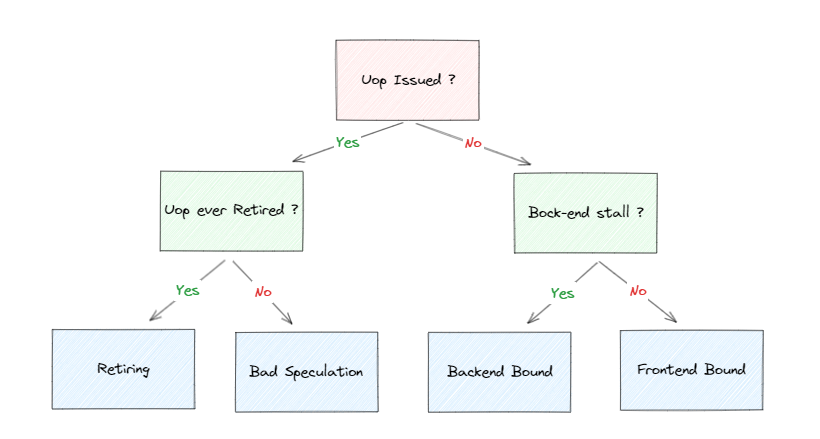 Uop Issued ?
Yes
No
Uop ever Retired ?
Bock-end stall ?
Yes
No
Yes
No
Retiring
Bad Speculation
Backend Bound
Frontend Bound